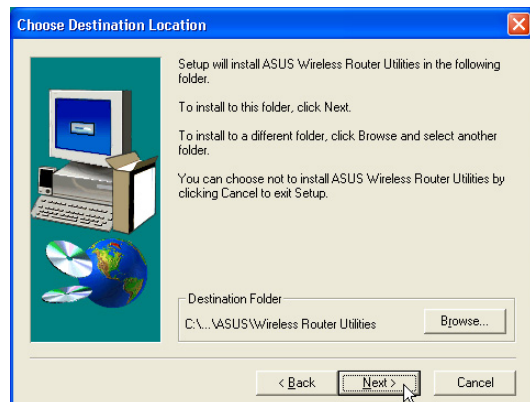 Choose Destination Location
Setup will install ASUS Wireless Router Utilities in the following
folder.
To install to this folder, click Next.
To install to a different folder, click Browse and select another
folder.
You can choose not to install ASUS Wireless Router Utilities by
clicking Cancel to exit Setup.
Destination Folder
C:\...\ASUS\Wireless Router Utilities
Browse...
< Back
Next >
Cancel